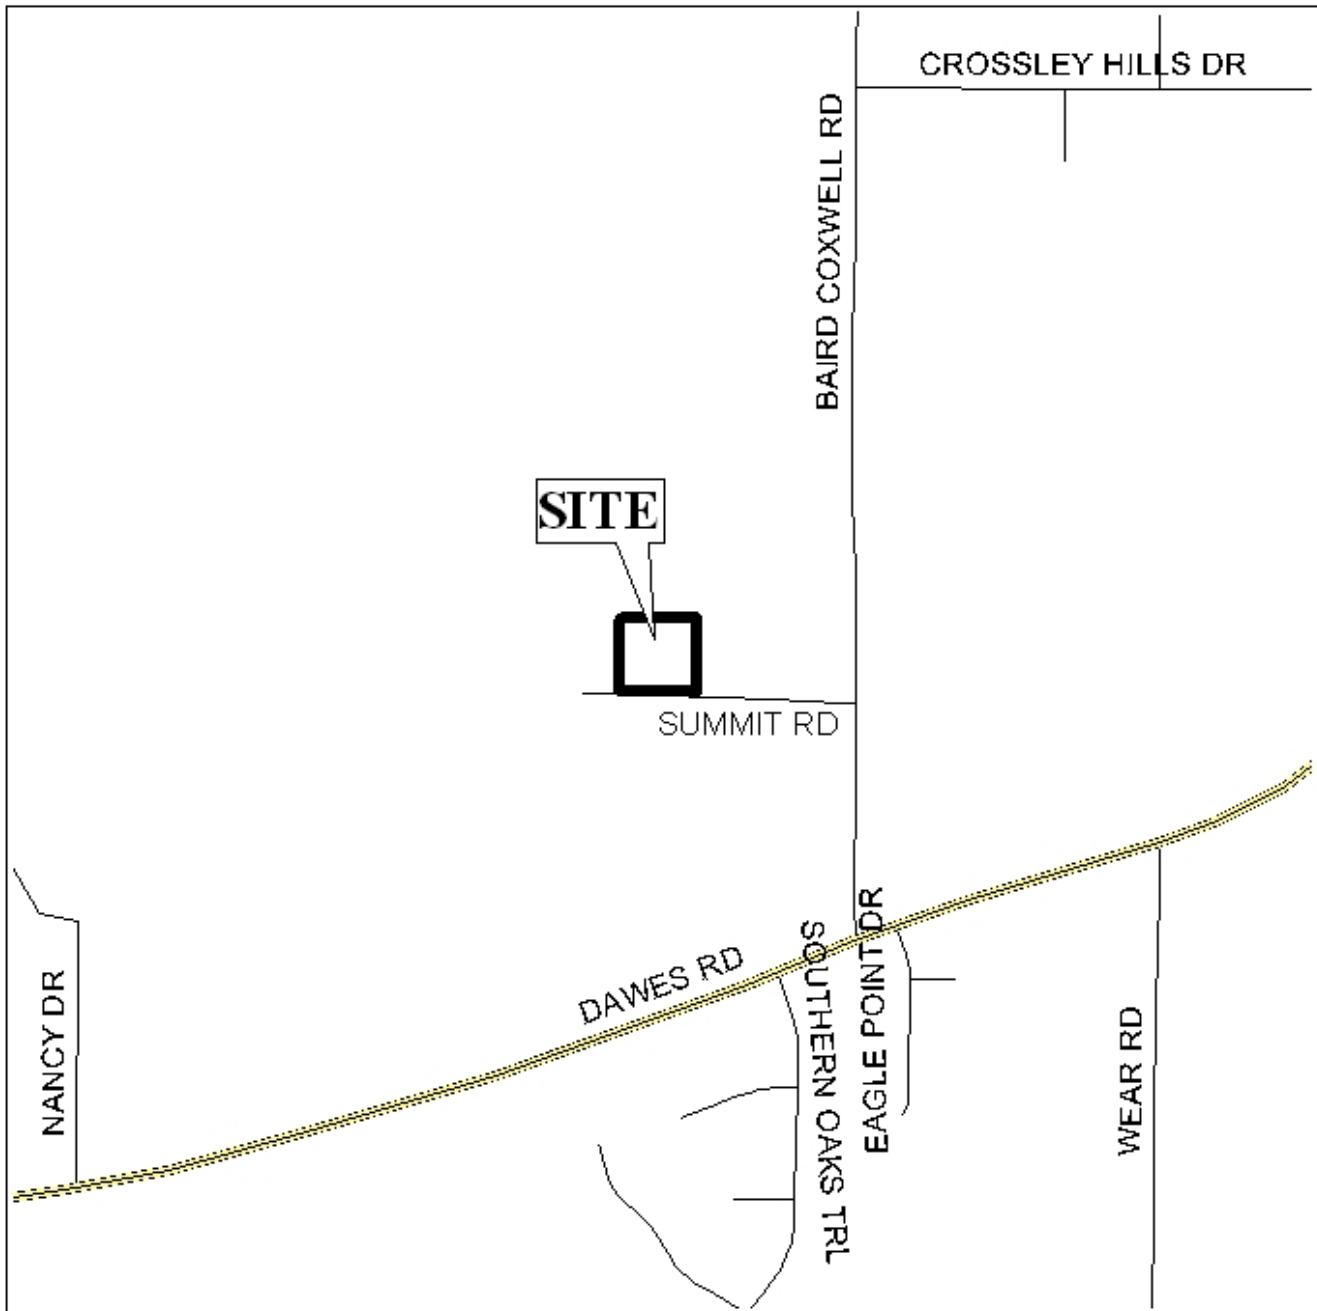 CROSSLEY HILLS DR
BAIRD COXWELL RD
SITE
SUMMIT RD
DAWES RD
NANCY DR
SOUTHERN OAKS TRL
EAGLE POINT DR
WEAR RD